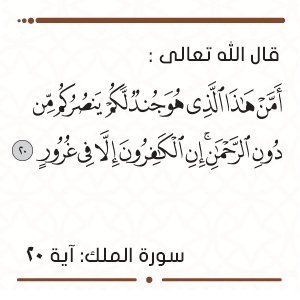 قال الله تعالى :
أَمَّنْ هَٰذَا الَّذِي هُوَ جُندٌ لَّكُمْ يَنصُرُكُم مِّن
دُونِ الرَّحْمَٰنِ ۚ إِنِ الْكَافِرُونَ إِلَّا فِي غُرُورٍ ٢٠
سورة الملك: آية ٢٠